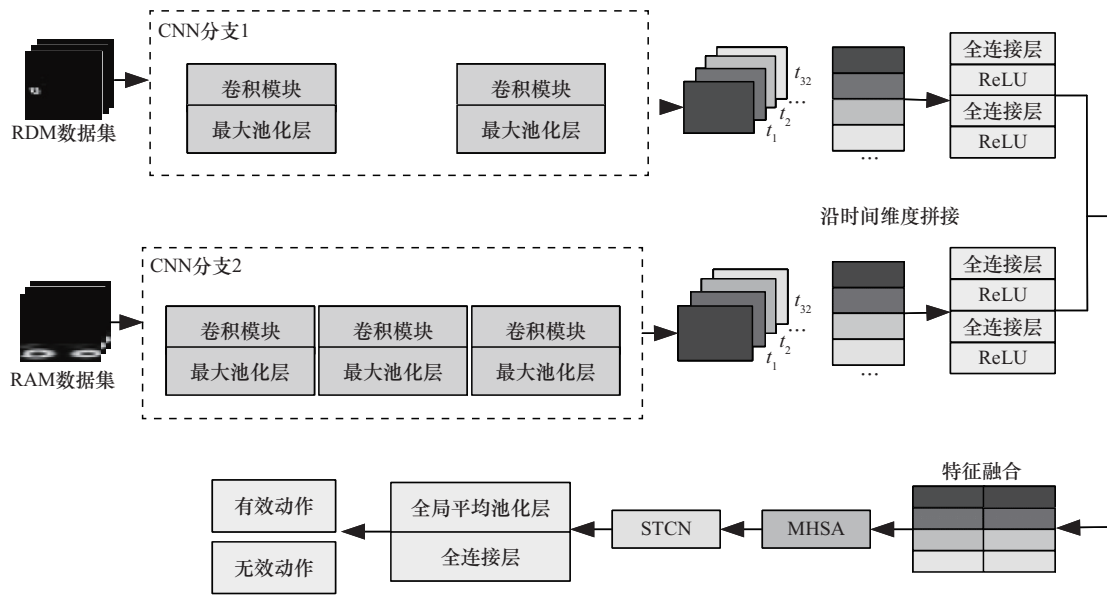 CNN分支1
卷积模块
最大池化层
卷积模块
最大池化层
RDM数据集
t1
t2
...
t32
...
全连接层
ReLU
全连接层
ReLU
沿时间维度拼接
CNN分支2
卷积模块
最大池化层
卷积模块
最大池化层
卷积模块
最大池化层
RAM数据集
t1
t2
...
t32
...
全连接层
ReLU
全连接层
ReLU
特征融合
MHSA
STCN
全局平均池化层
全连接层
有效动作
无效动作